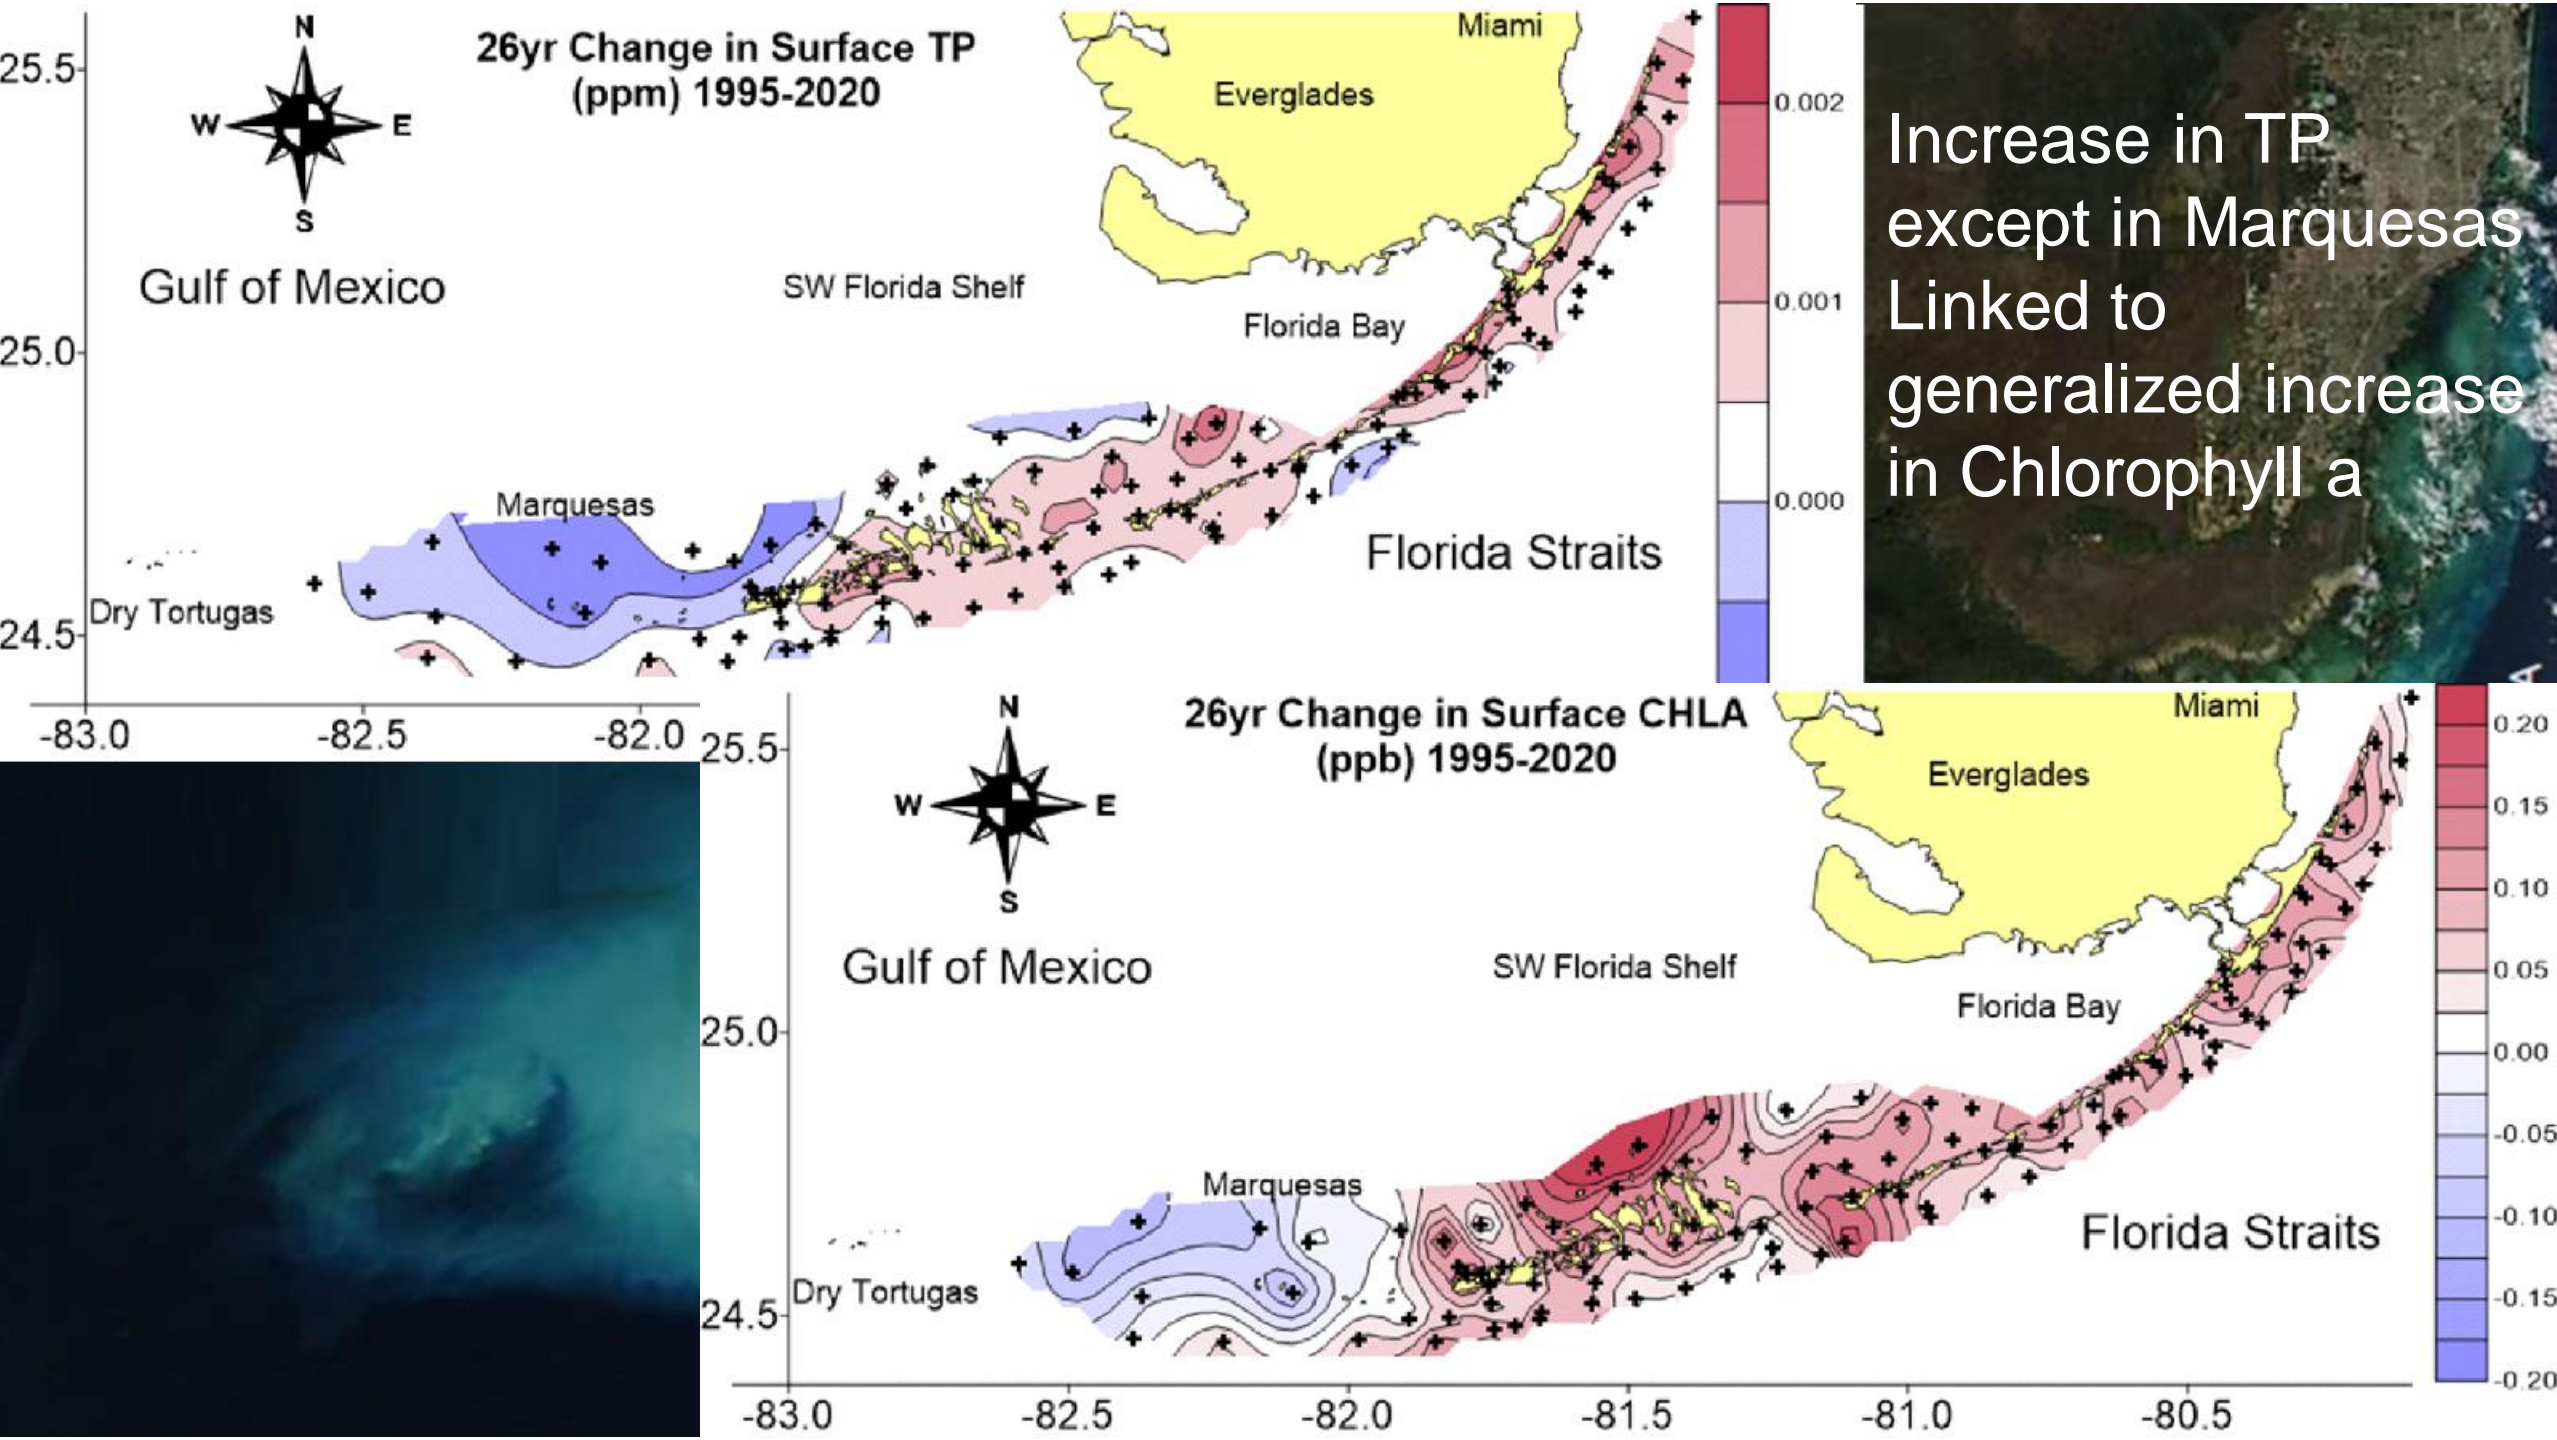 26yr Change in Surface TP
(ppm) 1995-2020
N
W
E
S
Miami
Everglades
Gulf of Mexico
SW Florida Shelf
Florida Bay
Marquesas
Florida Straits
Dry Tortugas
25.5
25.0
24.5
-83.0
-82.5
-82.0
0.002
0.001
0.000
Increase in TP
except in Marquesas
Linked to
generalized increase
in Chlorophyll a
A
26yr Change in Surface CHLA
(ppb) 1995-2020
N
W
E
S
Miami
Everglades
Gulf of Mexico
SW Florida Shelf
Florida Bay
Marquesas
Florida Straits
Dry Tortugas
25.5
25.0
24.5
-83.0
-82.5
-82.0
-81.5
-81.0
-80.5
0.20
0.15
0.10
0.05
0.00
-0.05
-0.10
-0.15
-0.20